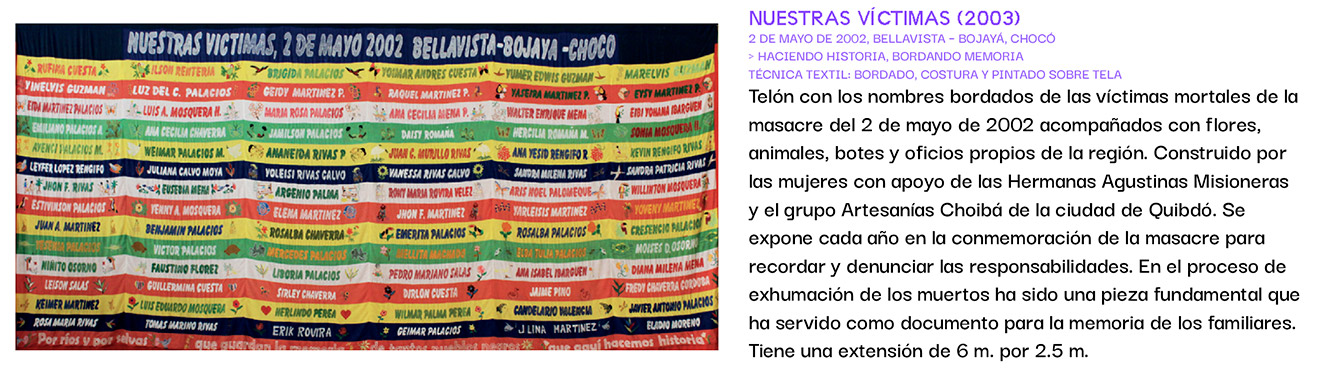 NUESTRAS VICTIMAS, 2 DE MAYO 2002 BELLAVISTA-BOJAYA-CHOCO
RUFINA CUESTA WILSON RENTERIA BRIGIDA PALACIOS YOIMAR ANDRES CUESTA YUMER EDWIS GUZMAN MARELVIS GUZMAN
YINELVIS GUZMAN LUZ DEL C. PALACIOS GEIDY MARTINEZ P. RAQUEL MARTINEZ P. YASEIRA MARTINEZ P. EYSY MARTINEZ P.
EIDA MARTINEZ PALACIOS LUIS A. MOSQUERA H. MARIA ROSA PALACIOS ANA CECILIA MENA P. WALTER ENRIQUE MENA EIBI YOHANA IBARGUEN
EMILIANO PALACIOS A ANA CECILIA CHAVERRA JAMILSON PALACIOS DAISY ROMAÑA HERCILIA ROMAÑA M. SONIA MOSQUERA H.
AYENCI PALACIOS M. WEIMAR PALACIOS M. ANANEIDA RIVAS P. JUAN C. MURILLO RIVAS ANA YESID RENGIFO R. KEVIN RENGIFO RIVAS
LEYFER LOPEZ RENGIFO JULIANA CALVO MOYA YOLEISI RIVAS CALVO VANESSA RIVAS CALVO SANDRA MILENA RIVAS SANDRA PATRICIA RIVAS
JHON F. RIVAS EUSEBIA MENA ARGENIO PALMA RONY MARIA ROVIRA VELEZ ARIS NOEL PALOMEQUE WILLINTON MOSQUERA
ESTIVINSON PALACIOS YENNY A. MOSQUERA ELENA MARTINEZ JHON F. MARTINEZ YARLEISIS MARTINEZ YOVENY MARTINEZ
JUAN A. MARTINEZ BENJAMIN PALACIOS ROSALBA CHAVERRA EMERITA PALACIOS ROSALBA PALACIOS CRESENCIO PALACIOS
VICTOR PALACIOS MERCEDES PALACIOS MELLITA MACHADO ELBA TULIA PALACIOS MOISES D. OSORNO
NIÑITO OSORNO FAUSTINO FLOREZ LIBORIA PALACIOS PEDRO MARIANO SALAS ANA ISABEL IBARGUEN DIANA MILENA MENA
LEISON SALAS GUILLERMINA CUESTA SIRLEY CHAVERRA DIRLON CUESTA JAIME PINO FREDY CHAVERRA CORDOBA
KEIMER MARTINEZ LUIS EDUARDO MOSQUERA HERLINDO PEREA WILMAR PALMA PEREA CANDELARIO VALENCIA JAVIER ANTONIO PALACIOS
ROSA MARIA RIVAS TOMAS MARINO RIVAS ERIK ROVIRA GEIMAR PALACIOS LINA MARTINEZ ELADIO MORENO
Por rios y por selvas que guardan la memoria de tantos pueblos negros que aquí hacemos historia
NUESTRAS VÍCTIMAS (2003)
2 DE MAYO DE 2002, BELLAVISTA - BOJAYÁ, CHOCÓ
> HACIENDO HISTORIA, BORDANDO MEMORIA
TÉCNICA TEXTIL: BORDADO, COSTURA Y PINTADO SOBRE TELA
Telón con los nombres bordados de las víctimas mortales de la
masacre del 2 de mayo de 2002 acompañados con flores,
animales, botes y oficios propios de la región. Construido por
las mujeres con apoyo de las Hermanas Agustinas Misioneras
y el grupo Artesanías Choibá de la ciudad de Quibdó. Se
expone cada año en la conmemoración de la masacre para
recordar y denunciar las responsabilidades. En el proceso de
exhumación de los muertos ha sido una pieza fundamental que
ha servido como documento para la memoria de los familiares.
Tiene una extensión de 6 m. por 2.5 m.